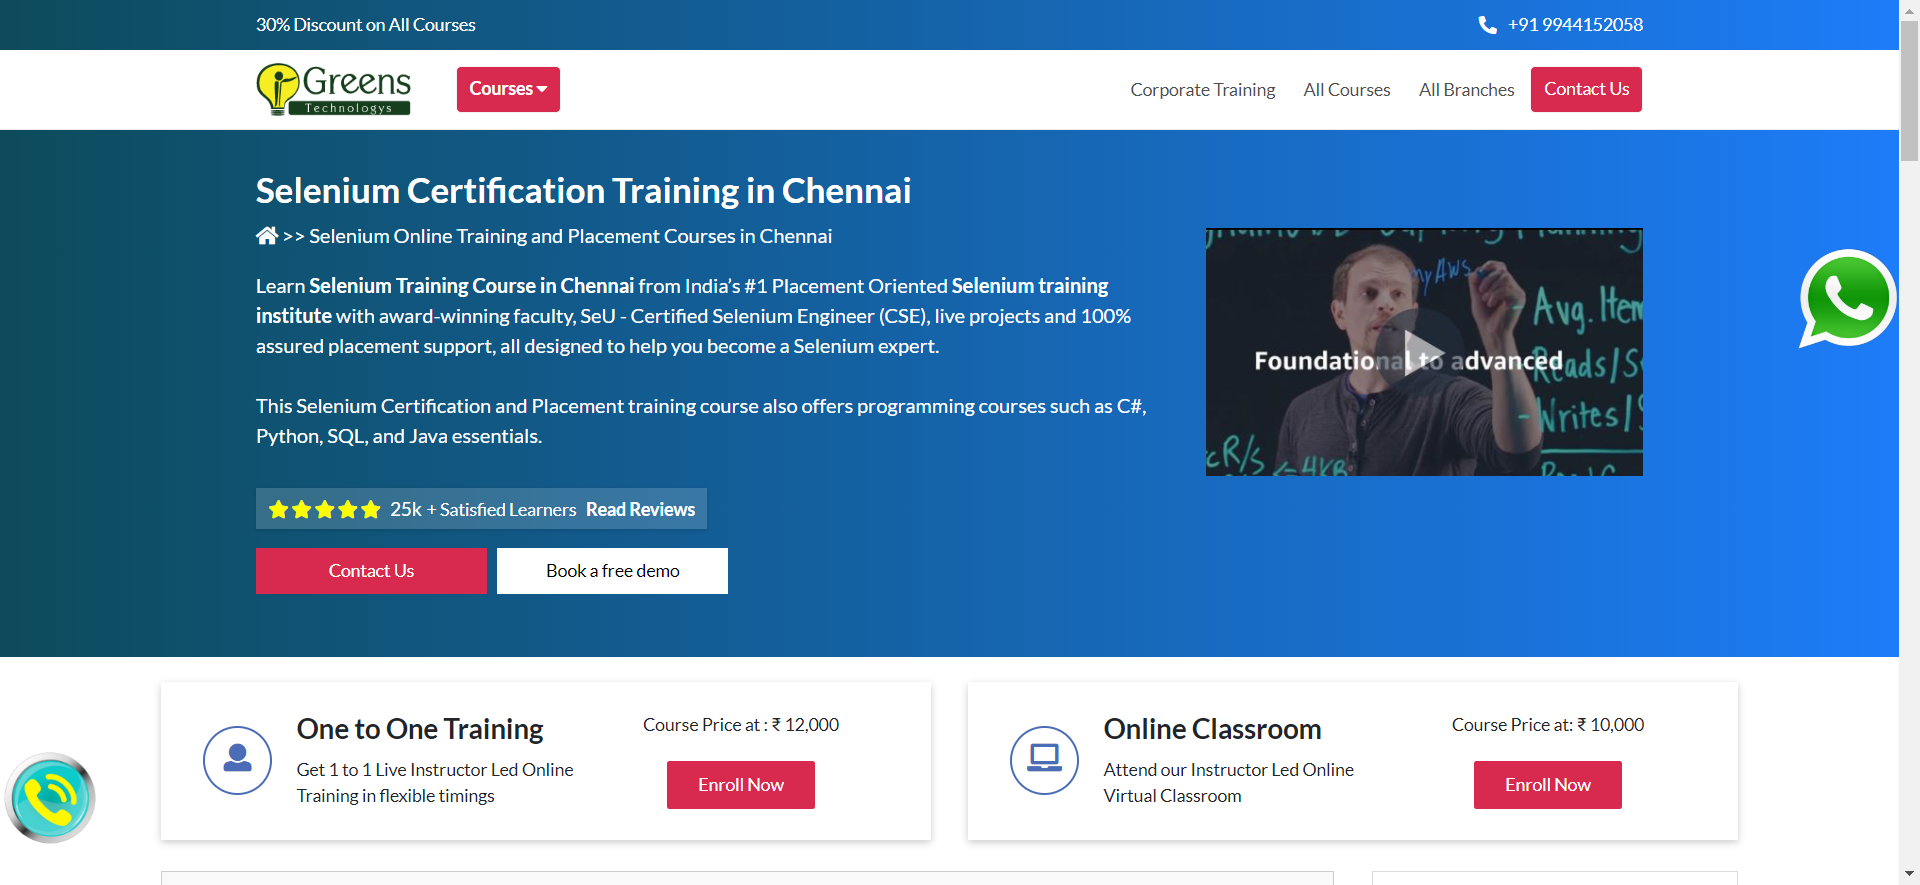 30% Discount on All Courses
+91 9944152058
Greens
Technologys
Courses
Corporate Training
All Courses
All Branches
Contact Us
Selenium Certification Training in Chennai
>> Selenium Online Training and Placement Courses in Chennai
Learn Selenium Training Course in Chennai from India’s #1 Placement Oriented Selenium training
institute with award-winning faculty, SeU - Certified Selenium Engineer (CSE), live projects and 100%
assured placement support, all designed to help you become a Selenium expert.
This Selenium Certification and Placement training course also offers programming courses such as C#,
Python, SQL, and Java essentials.
myAWS
Avg. Item
Foundational to advanced
Reads/S
-Writes/S
cR/s <=4KB
25k + Satisfied Learners Read Reviews
Contact Us
Book a free demo
One to One Training
Get 1 to 1 Live Instructor Led Online
Training in flexible timings
Course Price at : ₹ 12,000
Enroll Now
Online Classroom
Attend our Instructor Led Online
Virtual Classroom
Course Price at: ₹ 10,000
Enroll Now